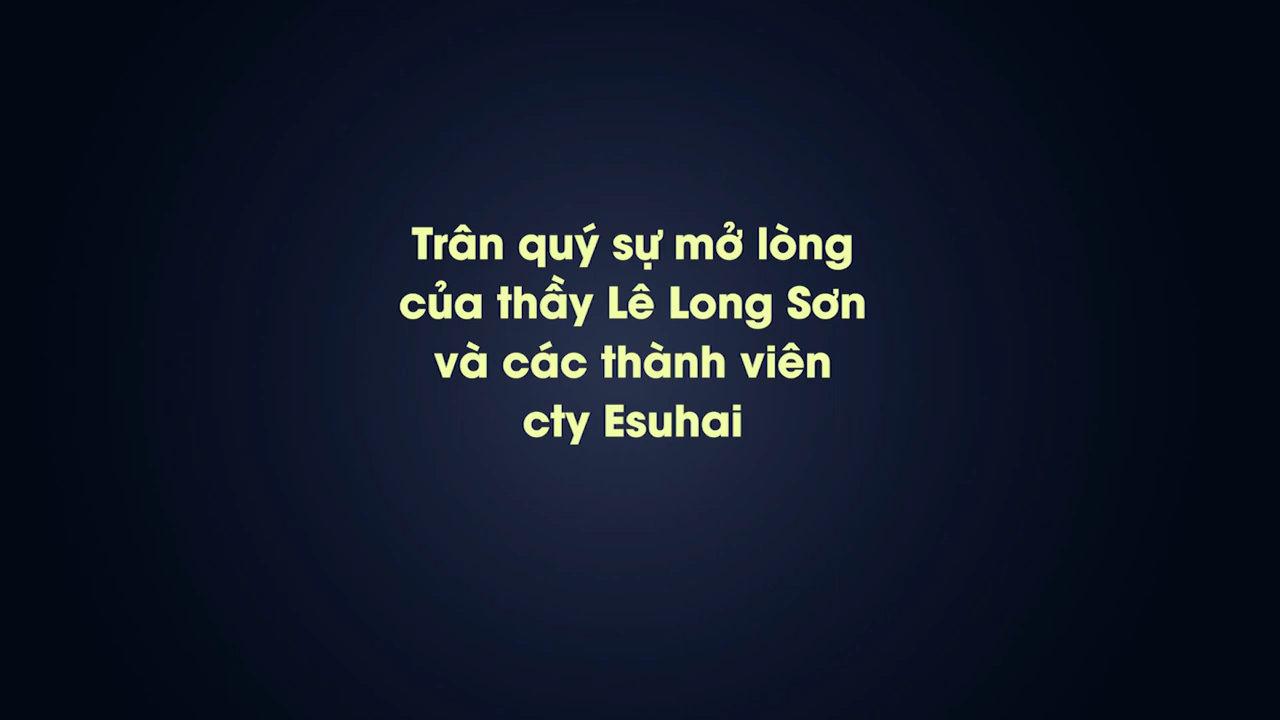 Trân quý sự mở lòng
của thầy Lê Long Sơn
và các thành viên
cty Esuhai